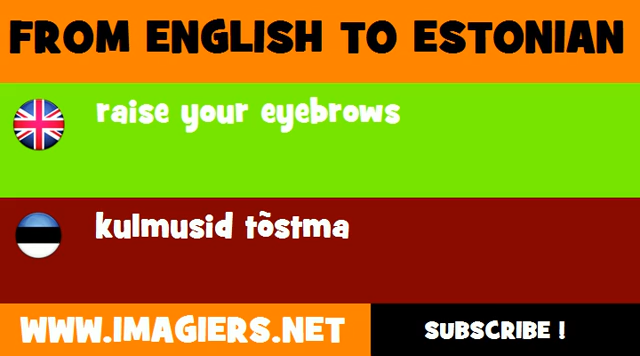 FROM ENGLISH TO ESTONIAN
raise your eyebrows
kulmusid tõstma
WWW.IMAGIERS.NET
SUBSCRIBE !